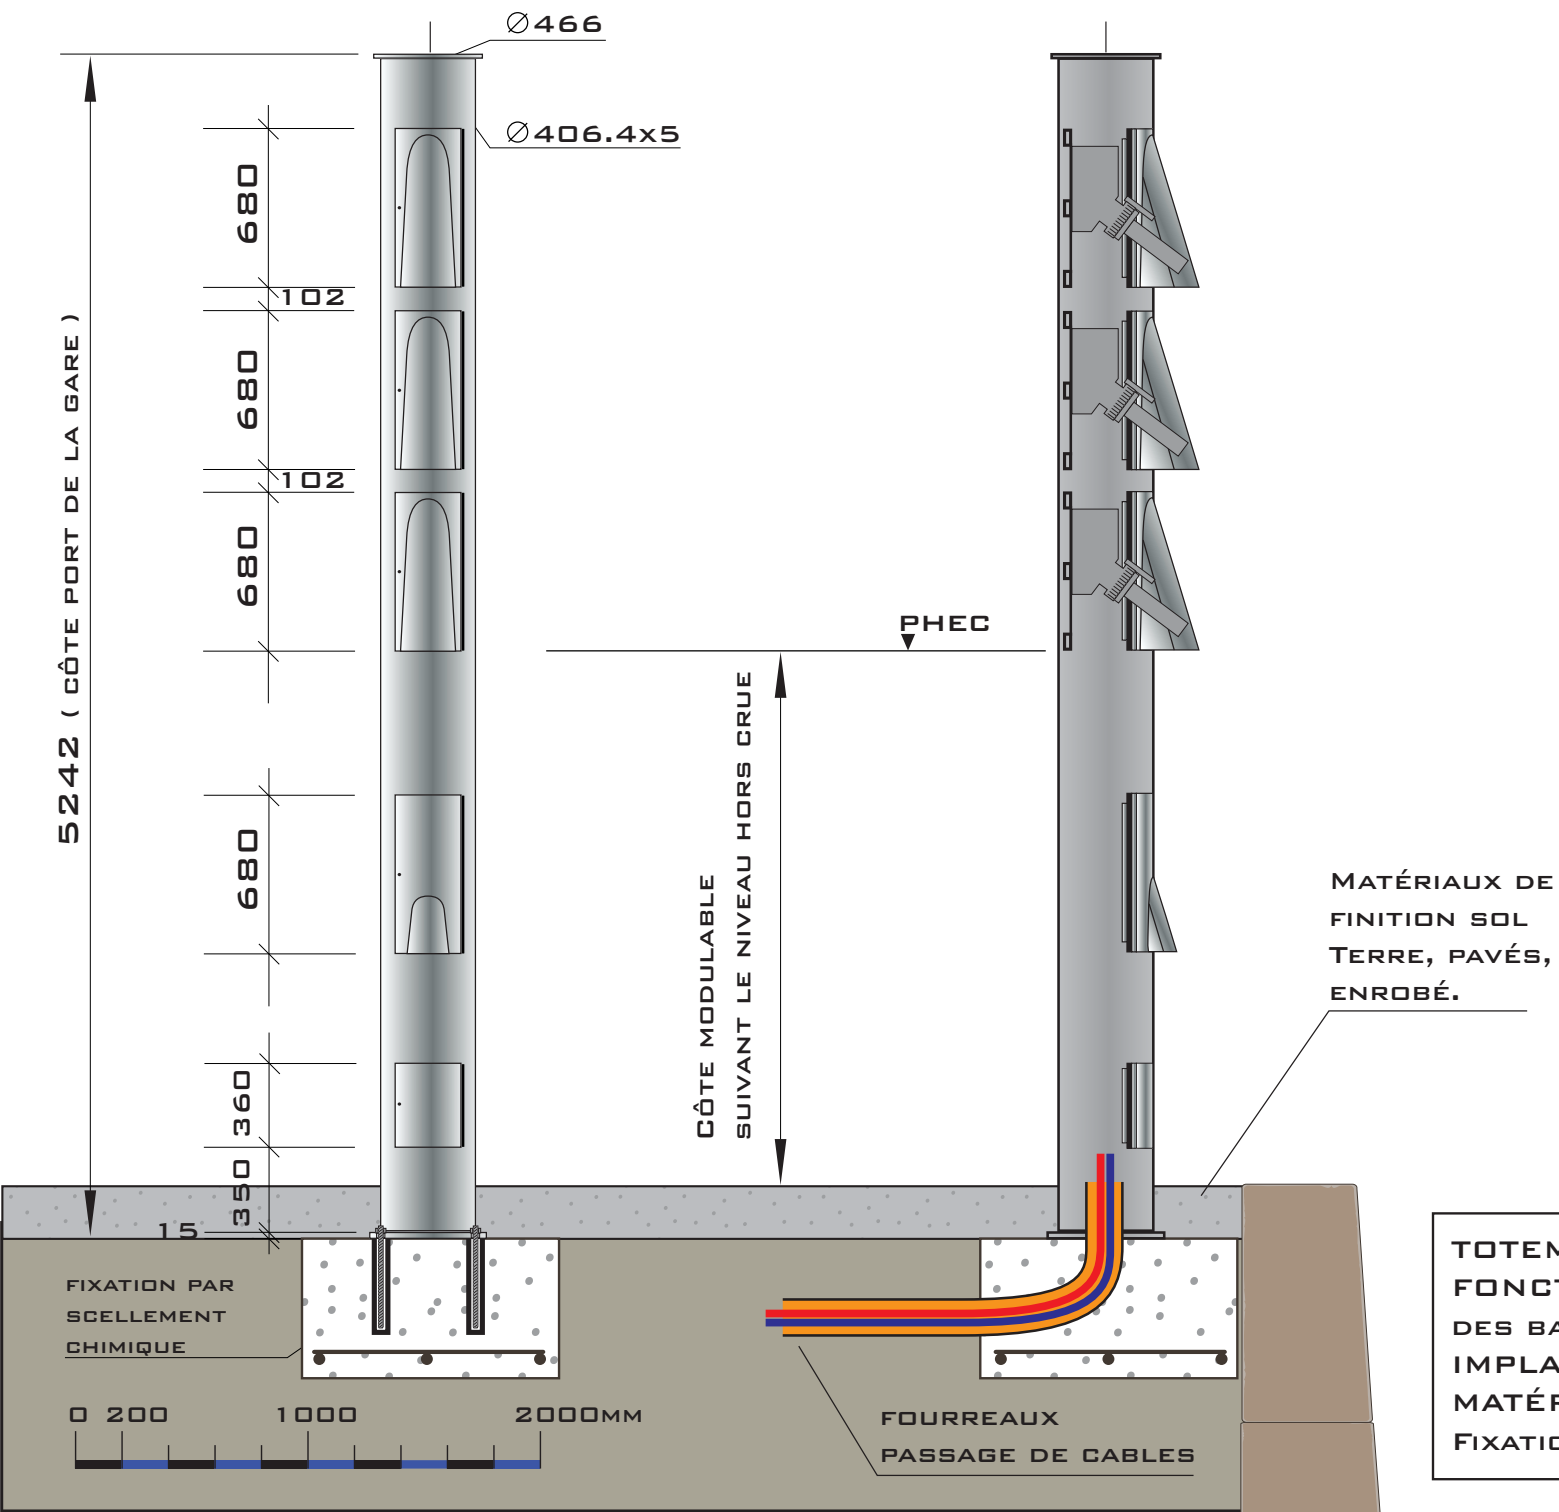 Ø466
Ø406.4x5
680
102
680
102
680
680
360
350
15
5242 ( CÔTE PORT DE LA GARE )
PHEC
CÔTE MODULABLE
SUIVANT LE NIVEAU HORS CRUE
MATÉRIAUX DE
FINITION SOL
TERRE, PAVÉS,
ENROBÉ.
FIXATION PAR
SCELLEMENT
CHIMIQUE
0 200 1000 2000MM
FOURREAUX
PASSAGE DE CABLES
DES